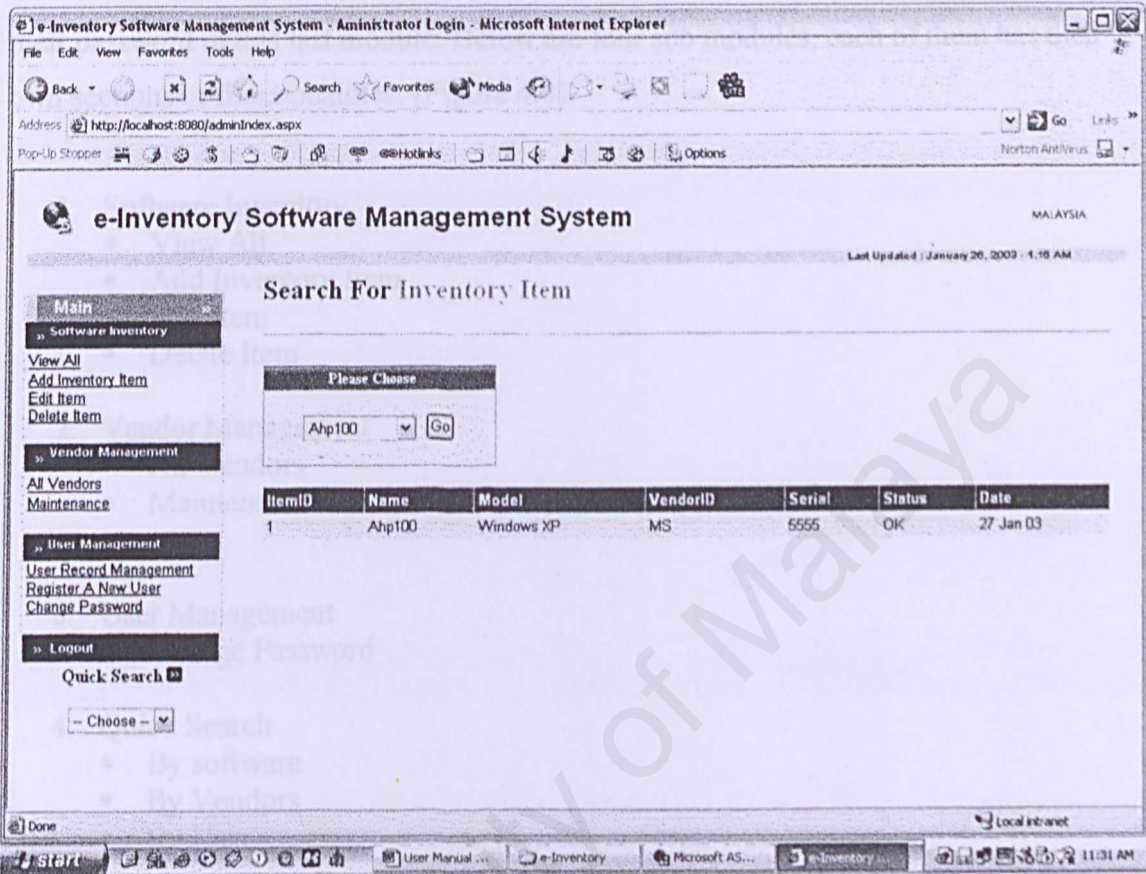 e-Inventory Software Management System - Aministrator Login - Microsoft Internet Explorer
File Edit View Favorites Tools Help
Back Search Favorites Media
Address http://localhost:8080/adminIndex.aspx Go Links »
Pop-Up Stopper Hotlinks Options Norton AntiVirus
e-Inventory Software Management System
MALAYSIA
Last Updated: January 26, 2003 - 4.16 AM
Search For Inventory Item
Main »
» Software Inventory
View All
Add Inventory Item
Edit Item
Delete Item
» Vendor Management
All Vendors
Maintenance
» User Management
User Record Management
Register A New User
Change Password
» Logout
Quick Search
-- Choose --
Please Choose
Ahp100 Go
ItemID Name Model VendorID Serial Status Date
1 Ahp100 Windows XP MS 5555 OK 27 Jan 03
Software Inventory
View All
Add Inventory Item
Item
Delete Item
Vendor Management
Vendors
User Management
Password
4. Search
By software
By Vendors
Done Local intranet
Start User Manual ... e-Inventory Microsoft AS... e-Inventory ... 11:31 AM
of Malaya